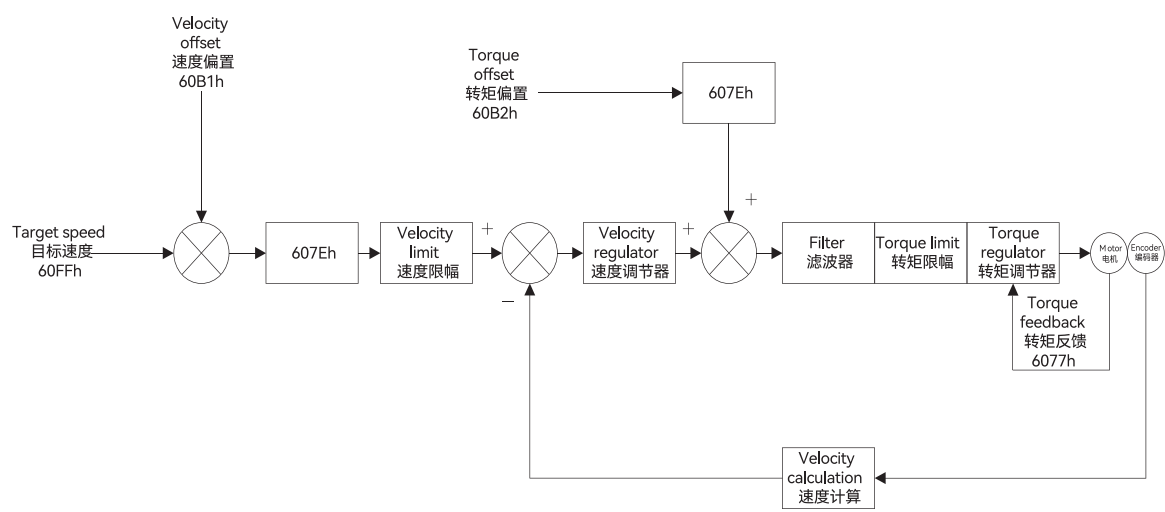 Velocity
offset
速度偏置
60B1h
Torque
offset
转矩偏置
60B2h
607Eh
Target speed
目标速度
60FFh
607Eh
Velocity
limit
速度限幅
+
−
Velocity
regulator
速度调节器
+
+
Filter
滤波器
Torque limit
转矩限幅
Torque
regulator
转矩调节器
Motor
电机
Encoder
编码器
Torque
feedback
转矩反馈
6077h
Velocity
calculation
速度计算